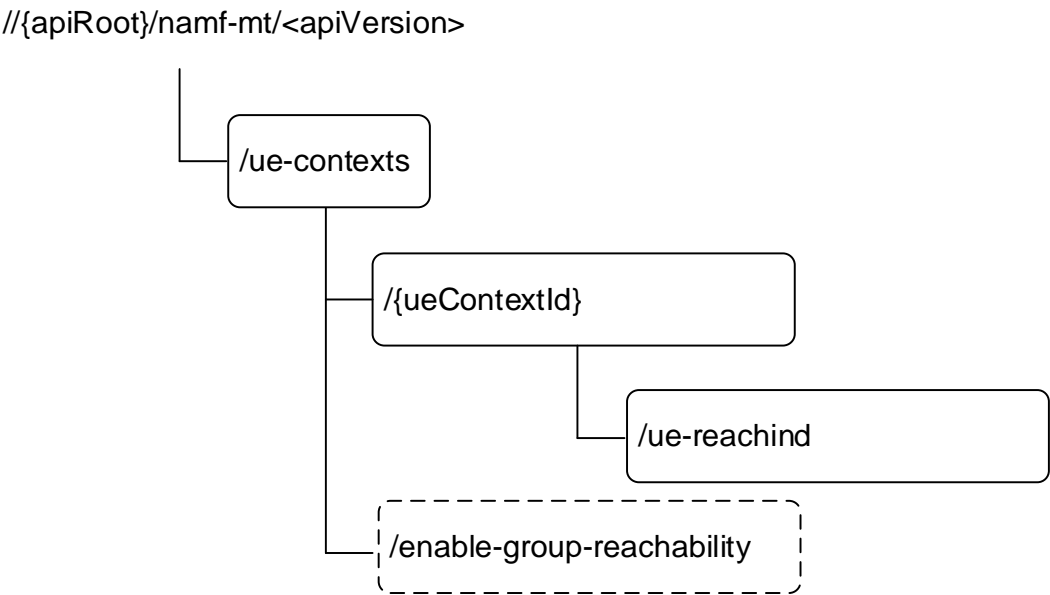 //{apiRoot}/namf-mt/<apiVersion>
/ue-contexts
/{ueContextId}
/ue-reachind
/enable-group-reachability